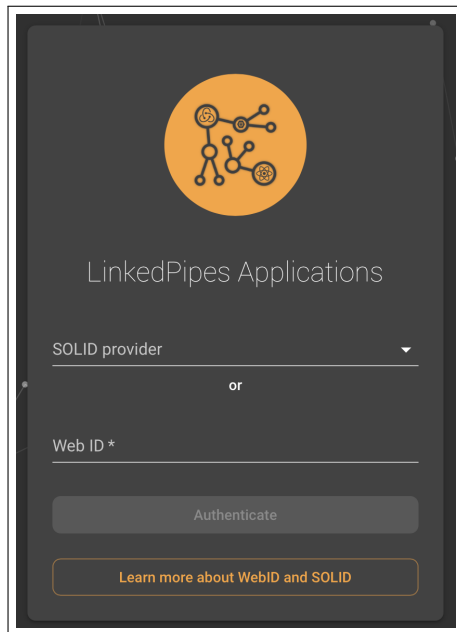 LinkedPipes Applications
SOLID provider
or
Web ID *
Authenticate
Learn more about WebID and SOLID